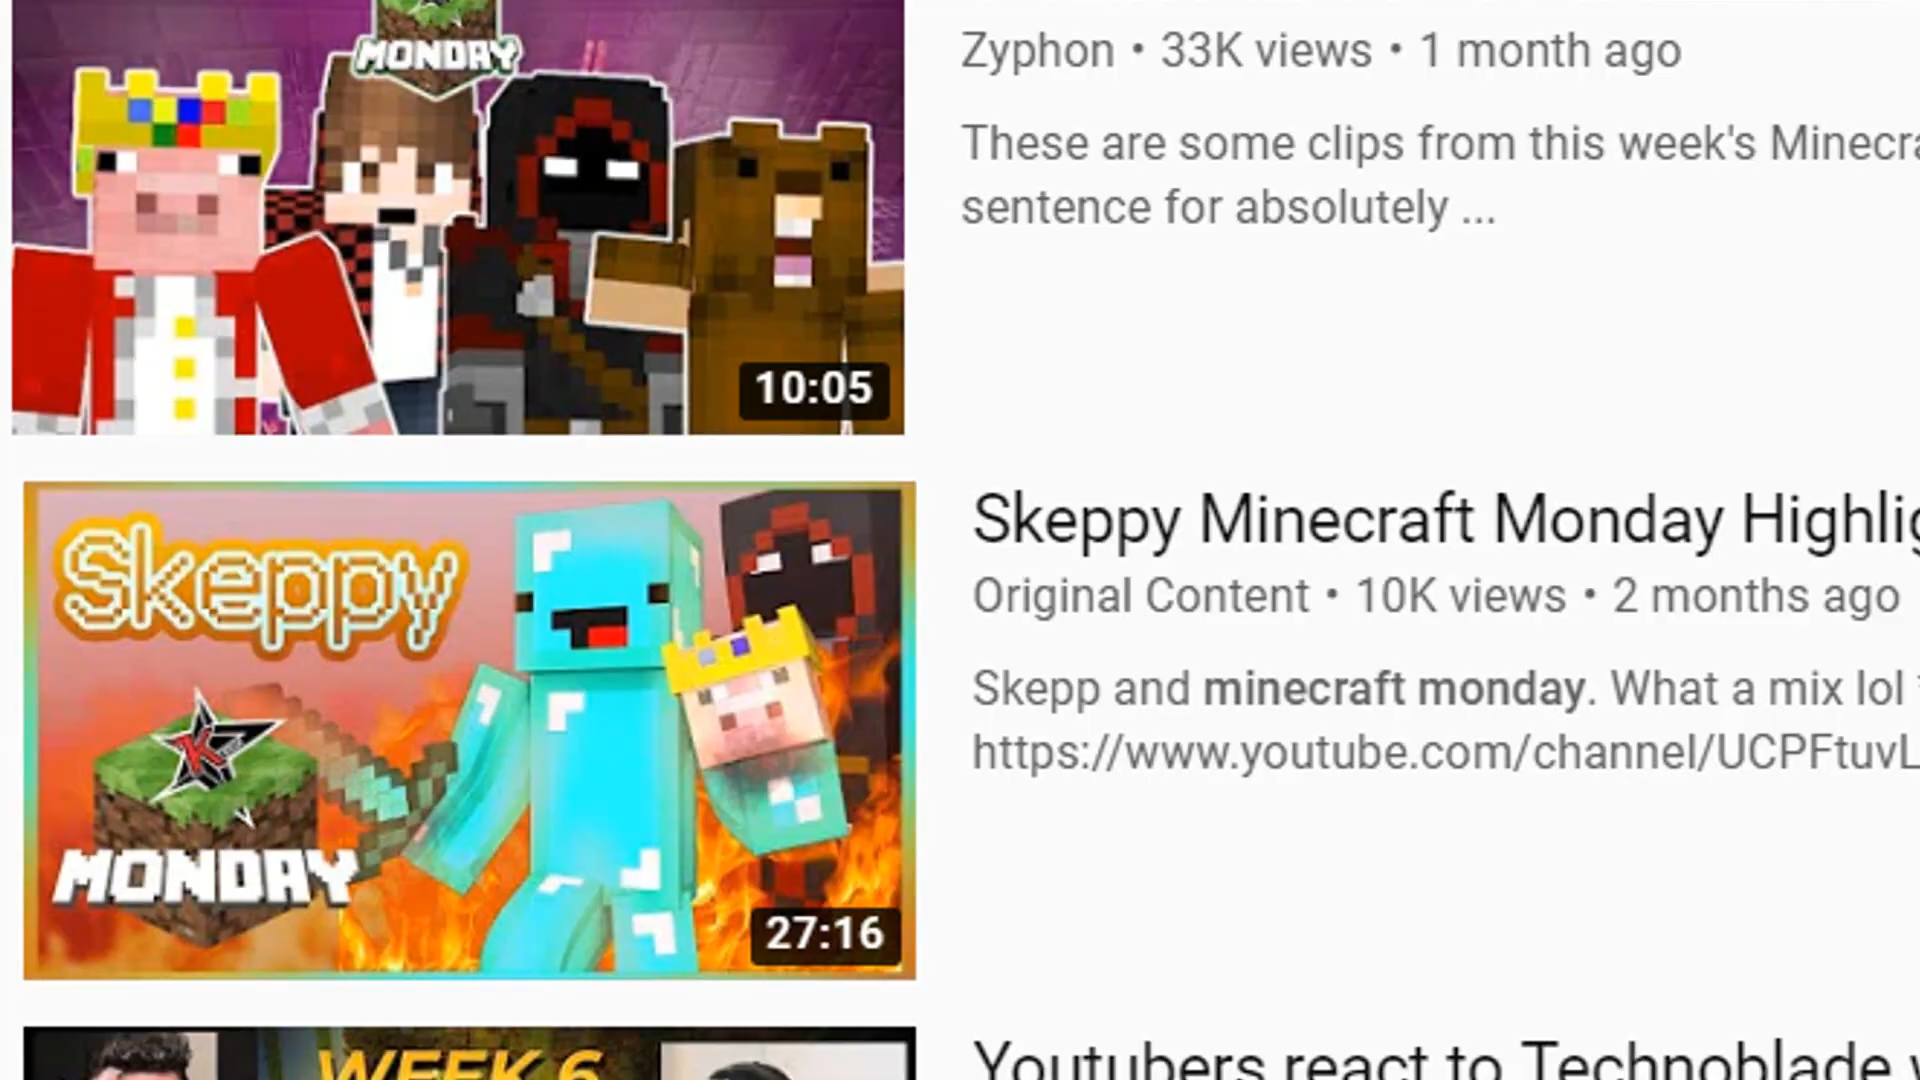 MONDAY
10:05
Zyphon • 33K views • 1 month ago
These are some clips from this week's Minecra
sentence for absolutely ...
Skeppy
MONDAY
27:16
Skeppy Minecraft Monday Highlig
Original Content • 10K views • 2 months ago
Skepp and minecraft monday. What a mix lol
https://www.youtube.com/channel/UCPFtuvL
WEEK 6
Youtubers react to Technoblade w